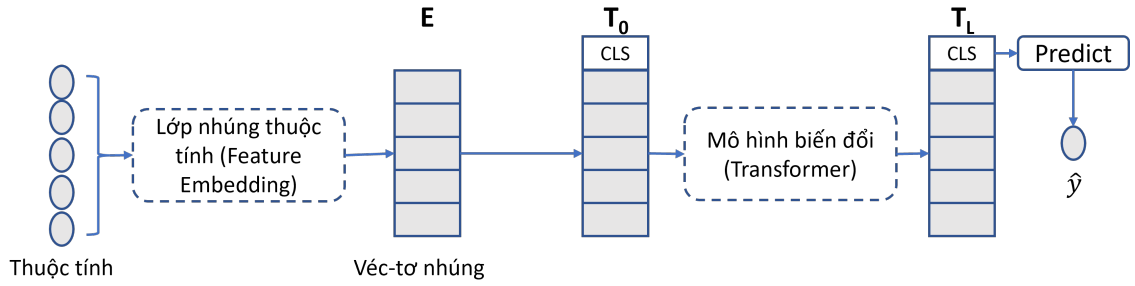 E
T0
TL
CLS
CLS
Predict
Lớp nhúng thuộc
tính (Feature
Embedding)
Mô hình biến đổi
(Transformer)
ŷ
Thuộc tính
Véc-tơ nhúng